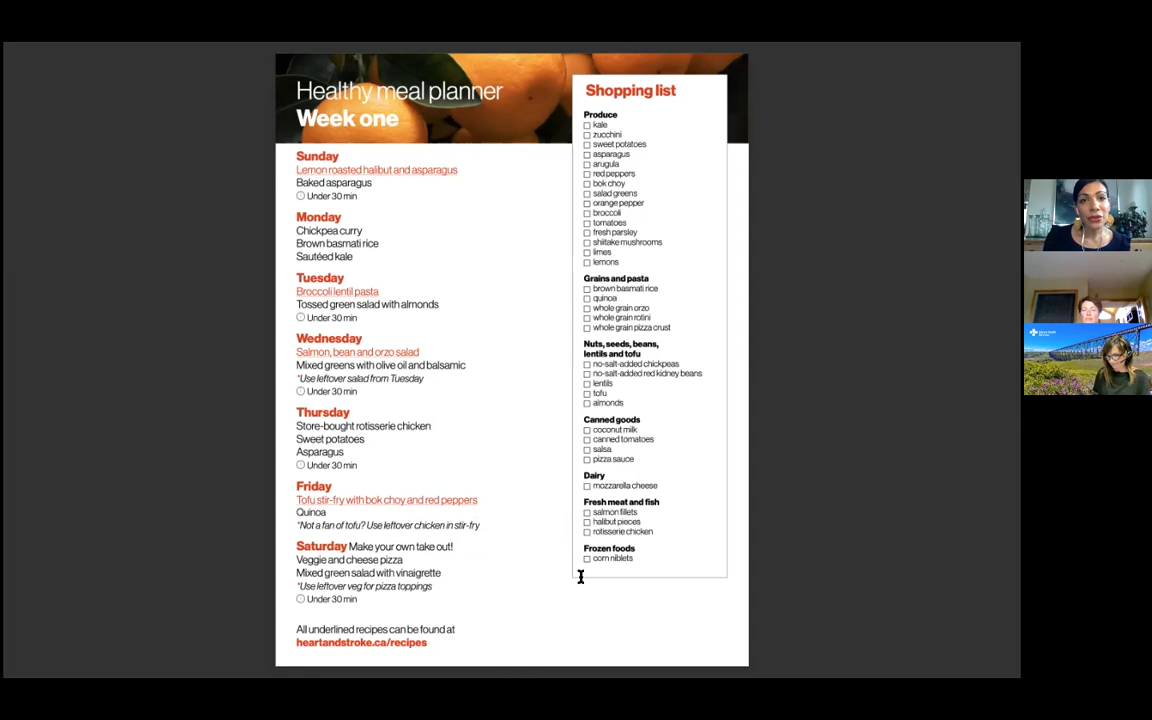 Healthy meal planner
Week one
Sunday
Lemon roasted halibut and asparagus
Baked asparagus
Under 30 min
Monday
Chickpea curry
Brown basmati rice
Sautéed kale
Tuesday
Broccoli lentil pasta
Tossed green salad with almonds
Under 30 min
Wednesday
Salmon, bean and orzo salad
Mixed greens with olive oil and balsamic
*Use leftover salad from Tuesday
Under 30 min
Thursday
Store-bought rotisserie chicken
Sweet potatoes
Asparagus
Under 30 min
Friday
Tofu stir-fry with bok choy and red peppers
Quinoa
*Not a fan of tofu? Use leftover chicken in stir-fry
Saturday Make your own take out!
Veggie and cheese pizza
Mixed green salad with vinaigrette
*Use leftover veg for pizza toppings
Under 30 min
All underlined recipes can be found at
heartandstroke.ca/recipes
Shopping list
Produce
kale
zucchini
sweet potatoes
asparagus
arugula
red peppers
bok choy
salad greens
orange pepper
broccoli
tomatoes
fresh parsley
shiitake mushrooms
limes
lemons
Grains and pasta
brown basmati rice
quinoa
whole grain orzo
whole grain rotini
whole grain pizza crust
Nuts, seeds, beans,
lentils and tofu
no-salt-added chickpeas
no-salt-added red kidney beans
lentils
tofu
almonds
Canned goods
coconut milk
canned tomatoes
salsa
pizza sauce
Dairy
mozzarella cheese
Fresh meat and fish
salmon fillets
halibut pieces
rotisserie chicken
Frozen foods
corn niblets